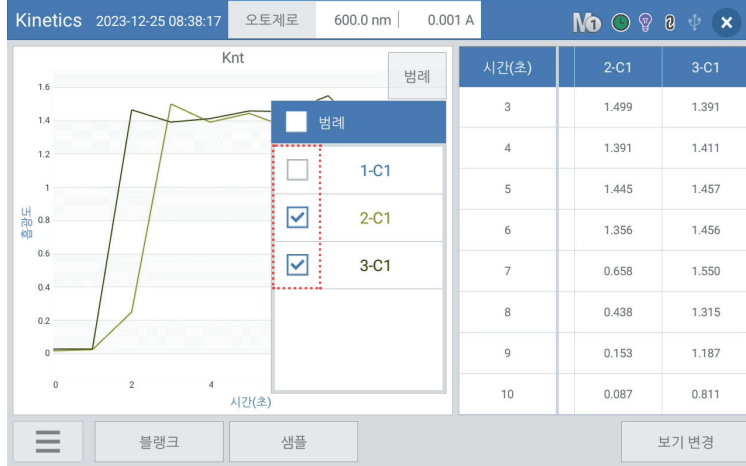 Kinetics 2023-12-25 08:38:17 오토제로 600.0 nm 0.001 A M1
Knt
범례
1.6
1.4
1.2
1
0.8
0.6
0.4
0.2
0
흡광도
0 2 4
시간(초)
범례
1-C1
2-C1
3-C1
시간(초) 2-C1 3-C1
3 1.499 1.391
4 1.391 1.411
5 1.445 1.457
6 1.356 1.456
7 0.658 1.550
8 0.438 1.315
9 0.153 1.187
10 0.087 0.811
블랭크 샘플 보기 변경